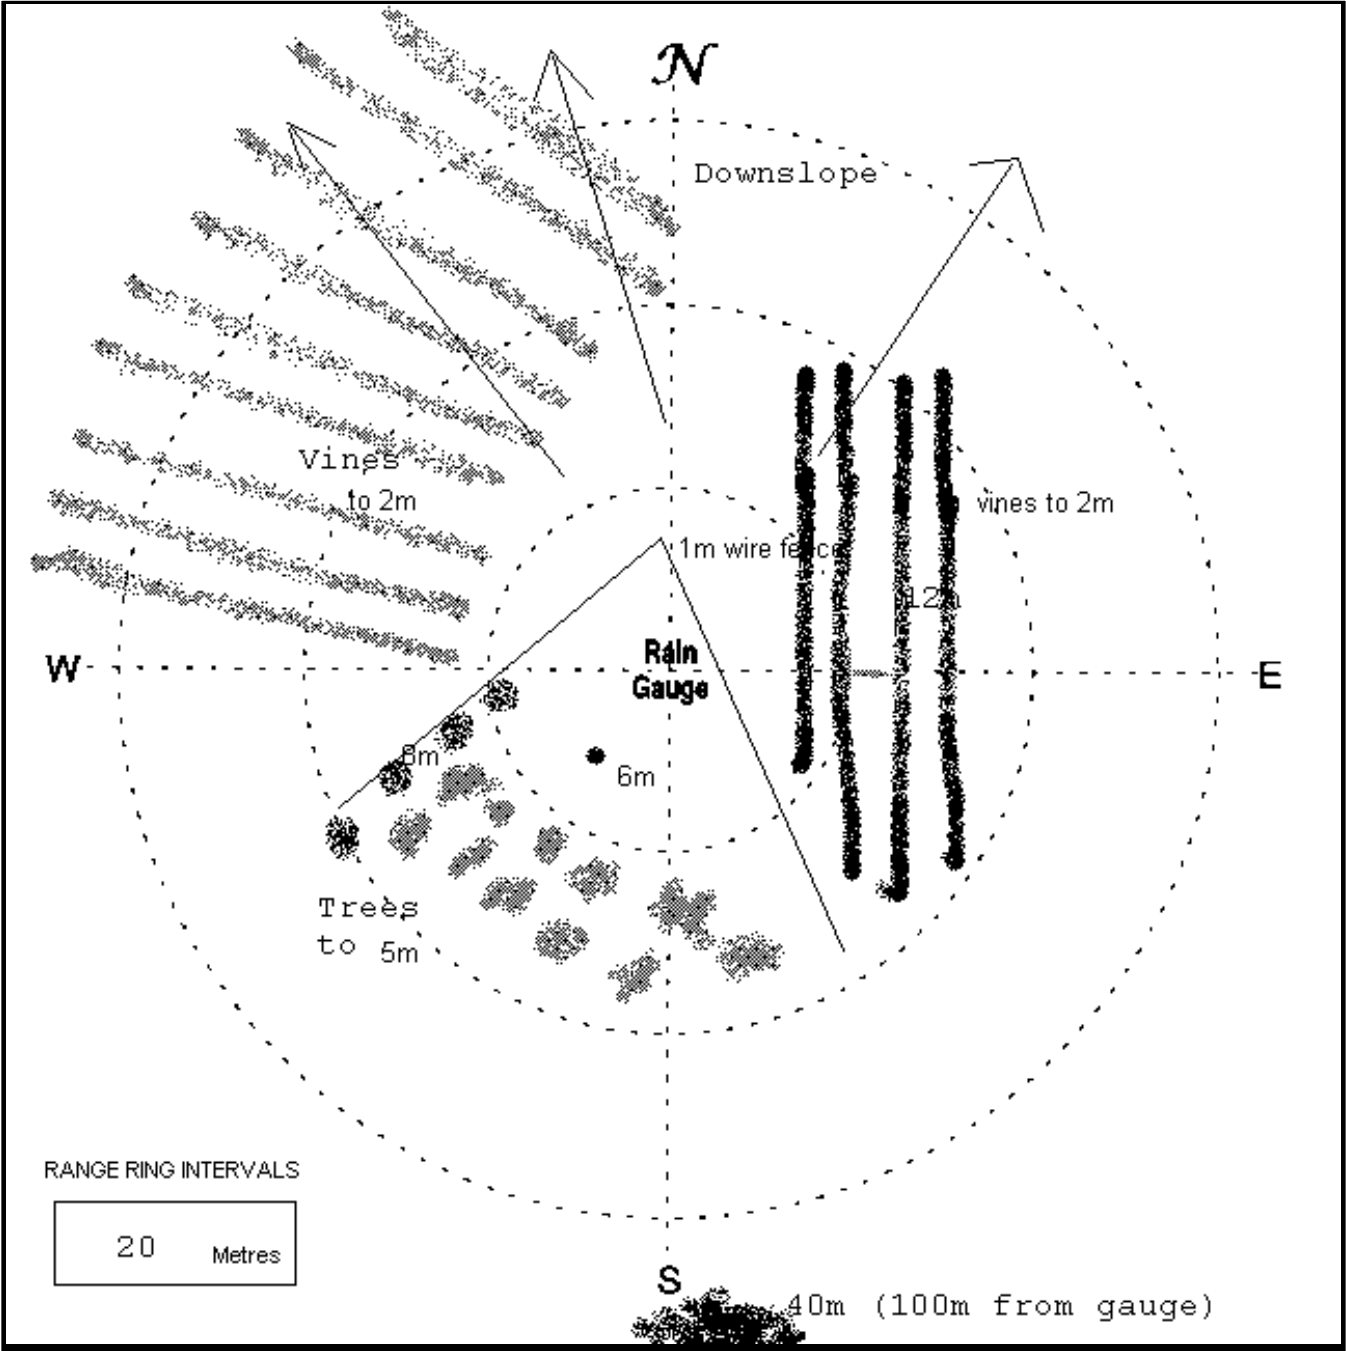 N
Downslope
Vines
to 2m
vines to 2m
1m wire fence
12m
Rain
Gauge
W
E
8m
6m
Trees
to 5m
RANGE RING INTERVALS
20 Metres
S
40m (100m from gauge)